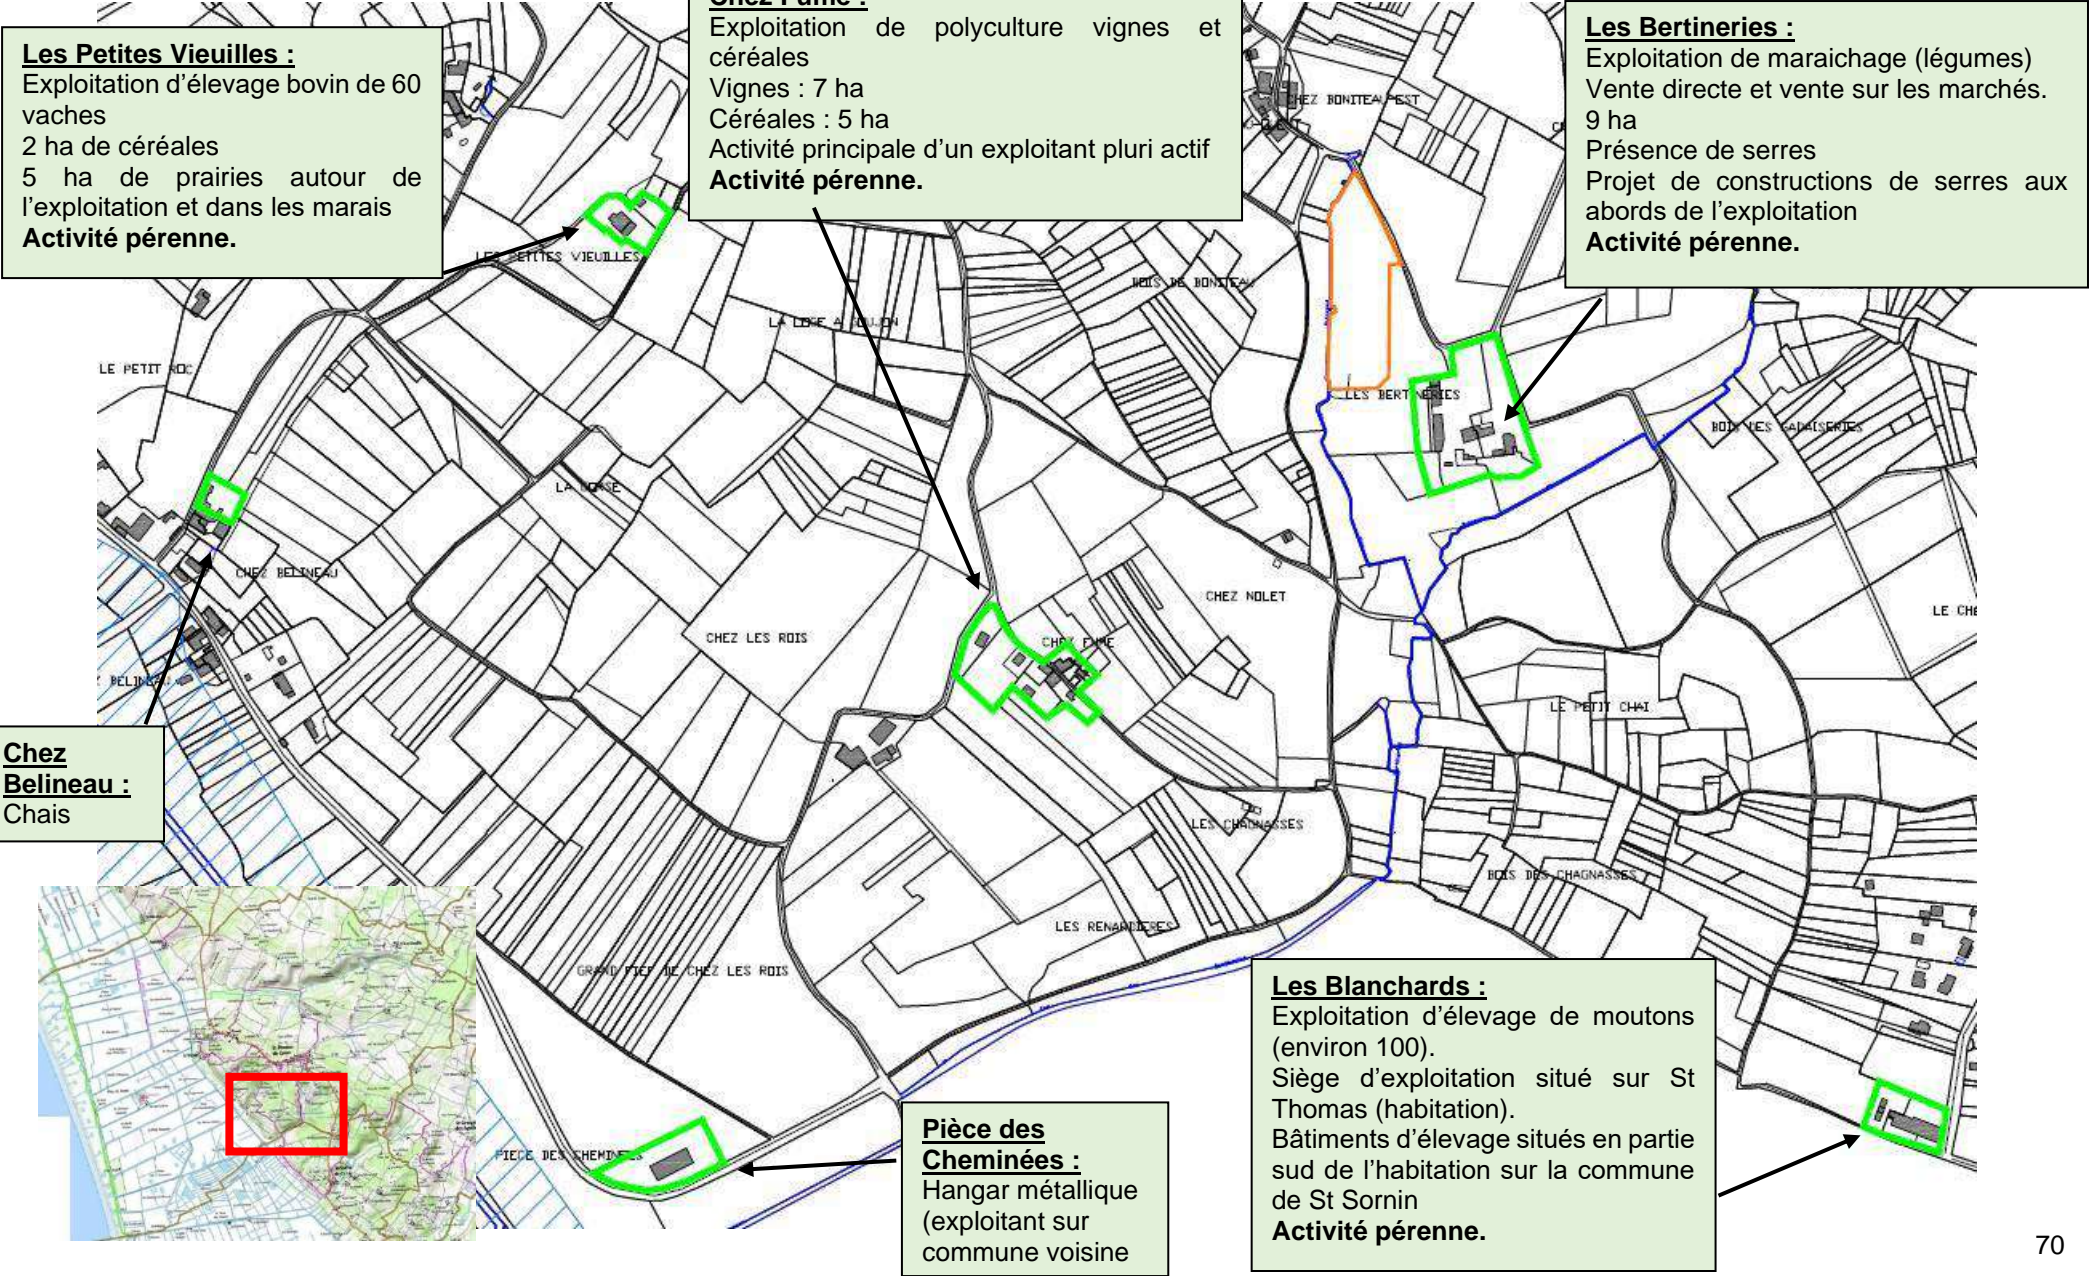 Les Petites Vieuilles :
Exploitation d'élevage bovin de 60
vaches
2 ha de céréales
5 ha de prairies autour de
l'exploitation et dans les marais
Activité pérenne.
Chez Fumé :
Exploitation de polyculture vignes et
céréales
Vignes : 7 ha
Céréales : 5 ha
Activité principale d'un exploitant pluri actif
Activité pérenne.
Les Bertineries :
Exploitation de maraichage (légumes)
Vente directe et vente sur les marchés.
9 ha
Présence de serres
Projet de constructions de serres aux
abords de l'exploitation
Activité pérenne.
CHEZ BONITEAU EST
LES PETITES VIEUILLES
BOIS DE BONITEAU
LA LOGE A GOUJON
LE PETIT ROC
LES BERTINERIES
BOIS DES GADAISERIES
CHEZ BELINEAU
CHEZ NOLET
CHEZ LES ROIS
CHEZ FUME
LE PETIT CHAI
Chez
Belineau :
Chais
LES CHAGNASSES
BOIS DES CHAGNASSES
LES RENARDIERES
GRAND FIEF DE CHEZ LES ROIS
PIECE DES CHEMINEES
Pièce des
Cheminées :
Hangar métallique
(exploitant sur
commune voisine
Les Blanchards :
Exploitation d'élevage de moutons
(environ 100).
Siège d'exploitation situé sur St
Thomas (habitation).
Bâtiments d'élevage situés en partie
sud de l'habitation sur la commune
de St Sornin
Activité pérenne.
70